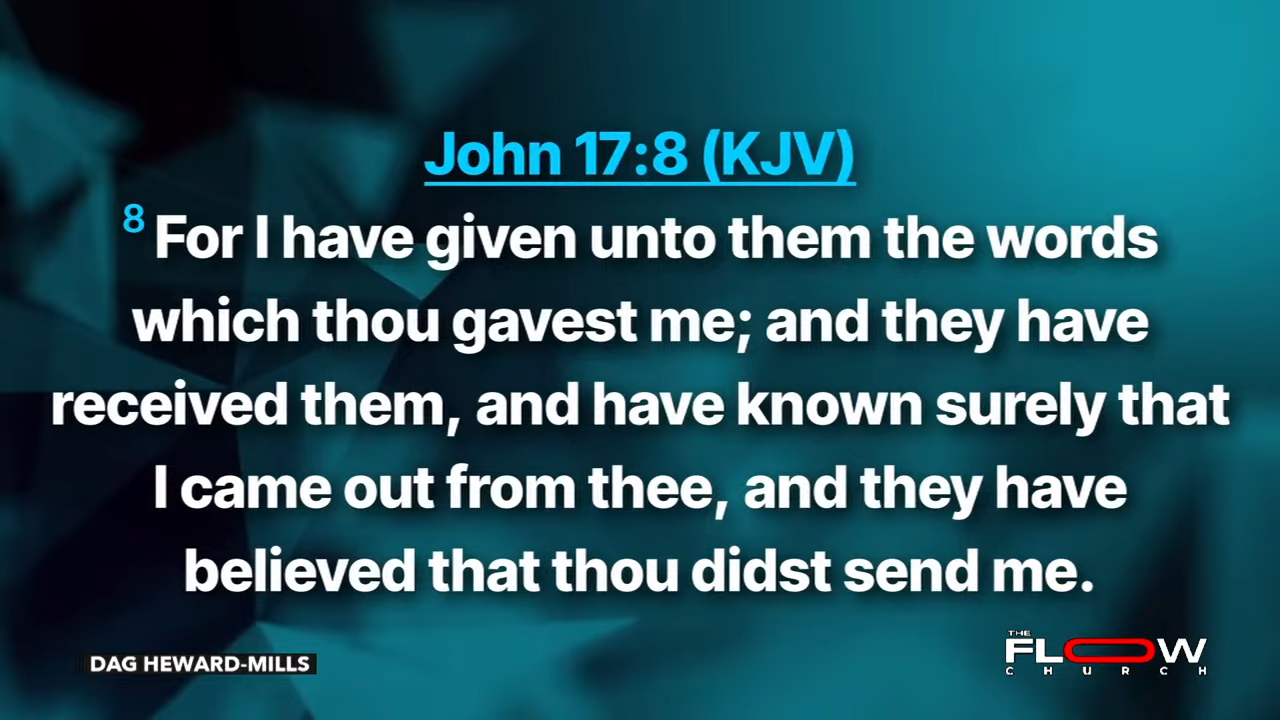 John 17:8 (KJV)
8 For I have given unto them the words
which thou gavest me; and they have
received them, and have known surely that
I came out from thee, and they have
believed that thou didst send me.
DAG HEWARD-MILLS
THE
FLOW
CHURCH